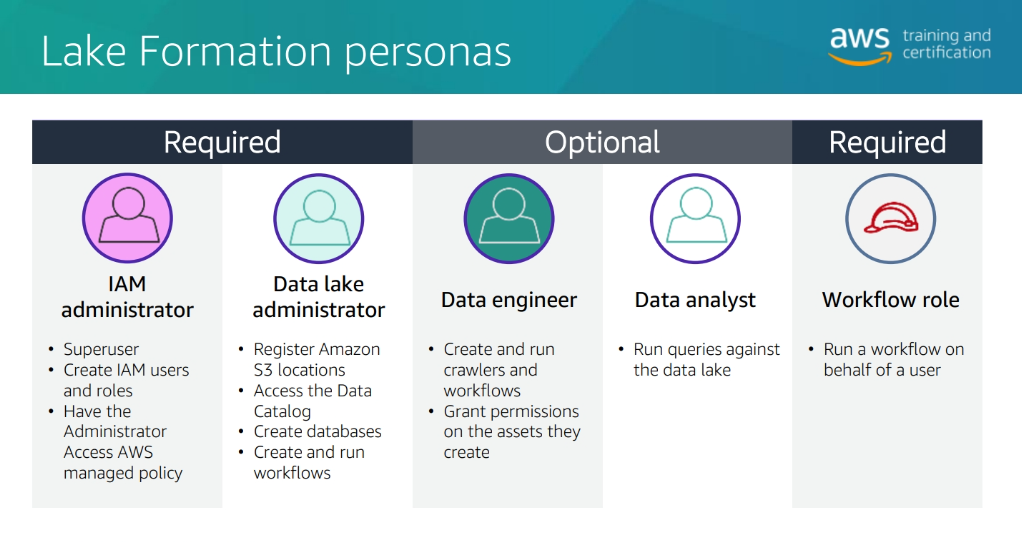 Lake Formation personas
aws training and
certification
Required
Optional
Required
IAM
administrator
• Superuser
• Create IAM users
and roles
• Have the
Administrator
Access AWS
managed policy
Data lake
administrator
• Register Amazon
S3 locations
• Access the Data
Catalog
• Create databases
• Create and run
workflows
Data engineer
• Create and run
crawlers and
workflows
• Grant permissions
on the assets they
create
Data analyst
• Run queries against
the data lake
Workflow role
• Run a workflow on
behalf of a user